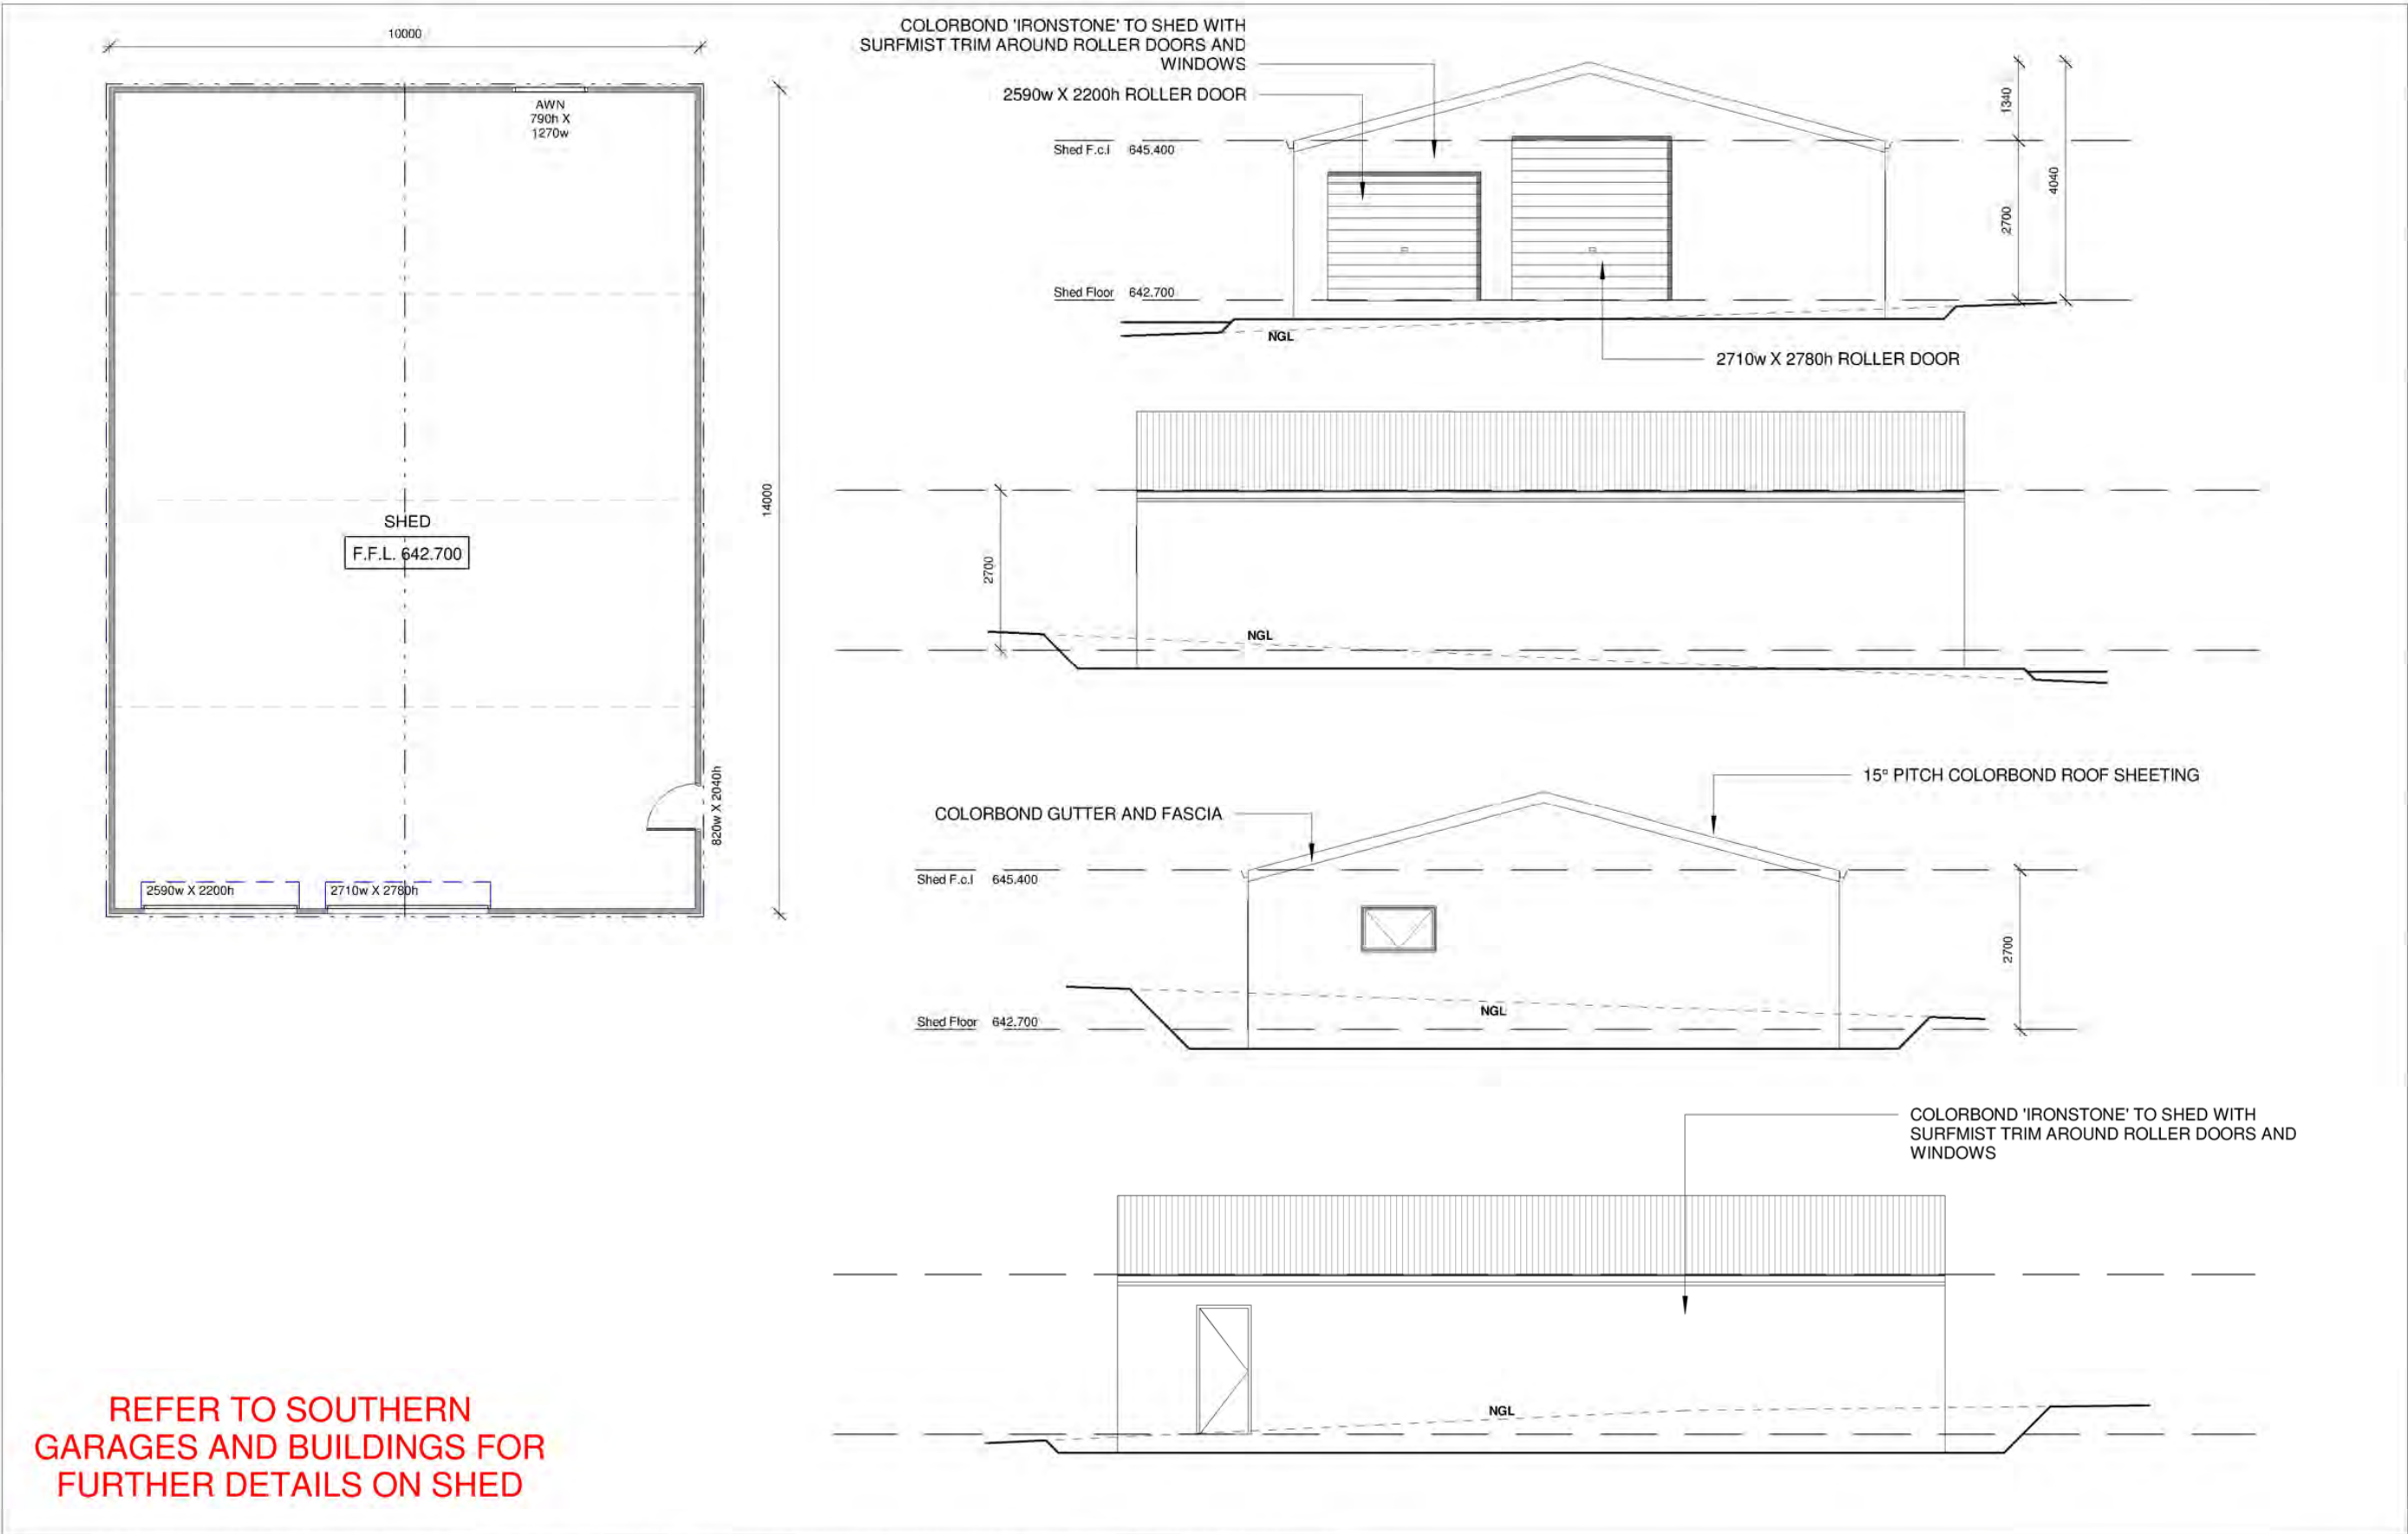 10000
AWN
790h X
1270w
14000
SHED
F.F.L. 642.700
820w X 2040h
2590w X 2200h
2710w X 2780h
REFER TO SOUTHERN
GARAGES AND BUILDINGS FOR
FURTHER DETAILS ON SHED
COLORBOND 'IRONSTONE' TO SHED WITH
SURFMIST TRIM AROUND ROLLER DOORS AND
WINDOWS
2590w X 2200h ROLLER DOOR
Shed F.c.l 645.400
Shed Floor 642.700
NGL
2710w X 2780h ROLLER DOOR
1340
2700
4040
2700
NGL
15° PITCH COLORBOND ROOF SHEETING
COLORBOND GUTTER AND FASCIA
Shed F.c.l 645.400
Shed Floor 642.700
NGL
2700
COLORBOND 'IRONSTONE' TO SHED WITH
SURFMIST TRIM AROUND ROLLER DOORS AND
WINDOWS
NGL